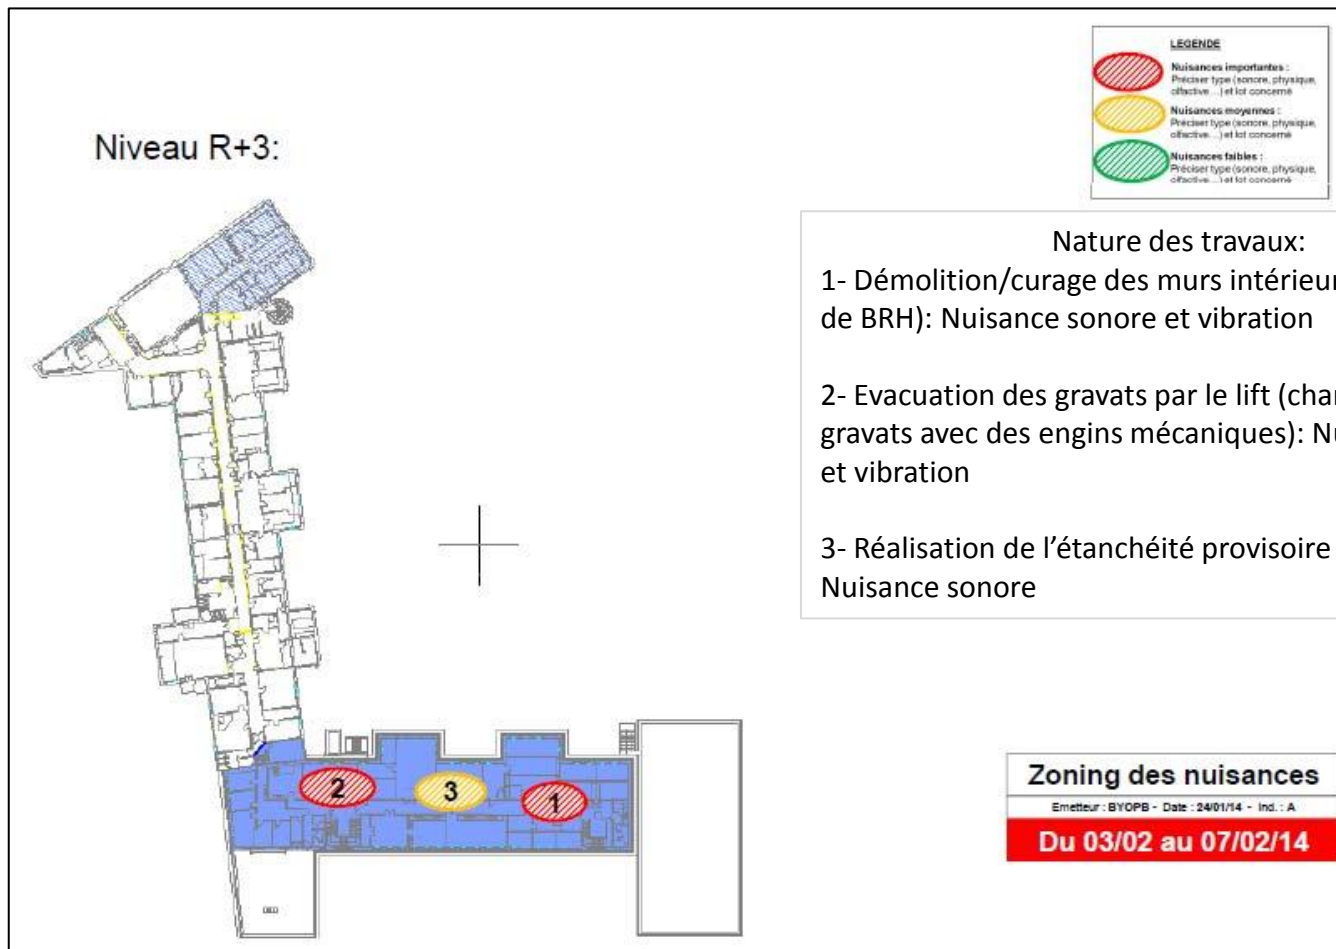 Niveau R+3:
LEGENDE
Nuisances importantes :
Préciser type (sonore, physique,
olfactive...) et lot concerné
Nuisances moyennes :
Préciser type (sonore, physique,
olfactive...) et lot concerné
Nuisances faibles :
Préciser type (sonore, physique,
olfactive...) et lot concerné
Nature des travaux:
1- Démolition/curage des murs intérieur
de BRH): Nuisance sonore et vibration
2- Evacuation des gravats par le lift (char
gravats avec des engins mécaniques): Nu
et vibration
3- Réalisation de l’étanchéité provisoire
Nuisance sonore
2
3
1
Zoning des nuisances
Emetteur : BYOPB - Date : 24/01/14 - Ind. : A
Du 03/02 au 07/02/14